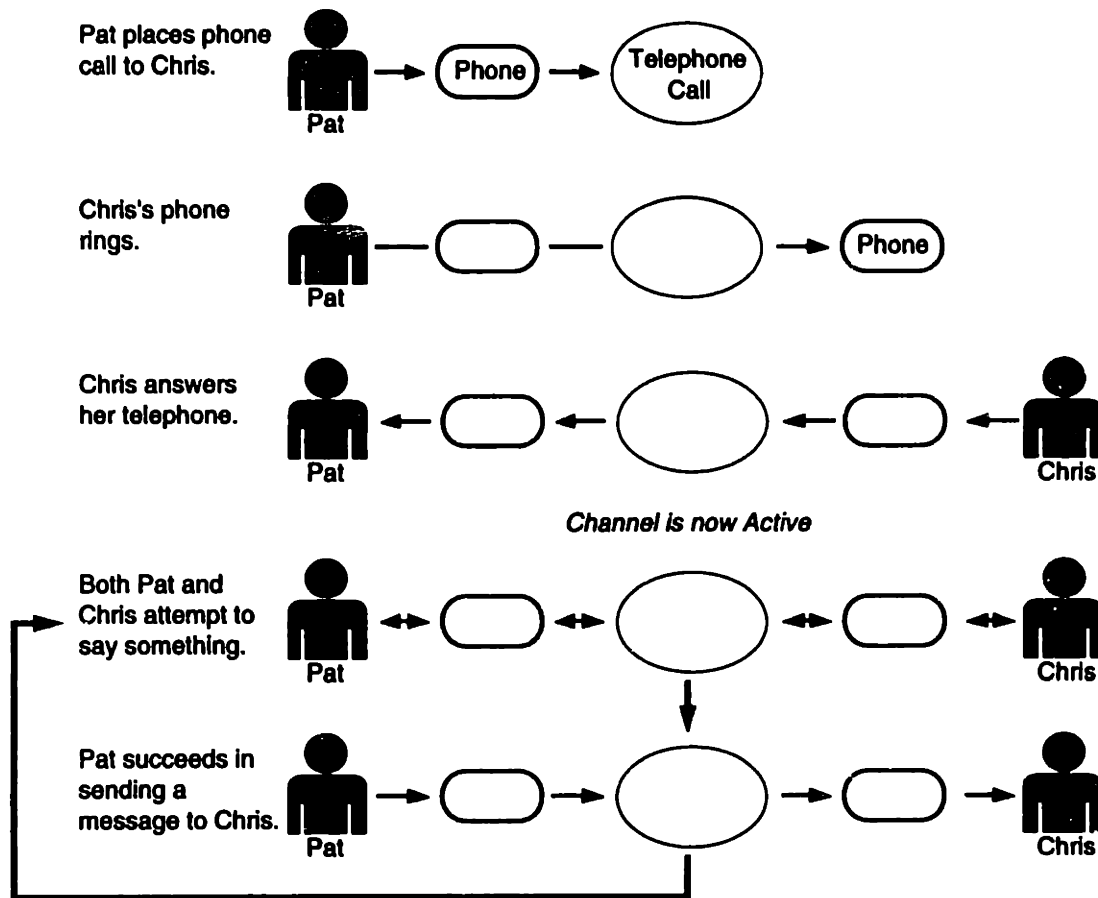 Pat places phone
call to Chris.
Phone
Telephone
Call
Pat
Chris's phone
rings.
Phone
Pat
Chris answers
her telephone.
Pat
Chris
Channel is now Active
Both Pat and
Chris attempt to
say something.
Pat
Chris
Pat succeeds in
sending a
message to Chris.
Pat
Chris